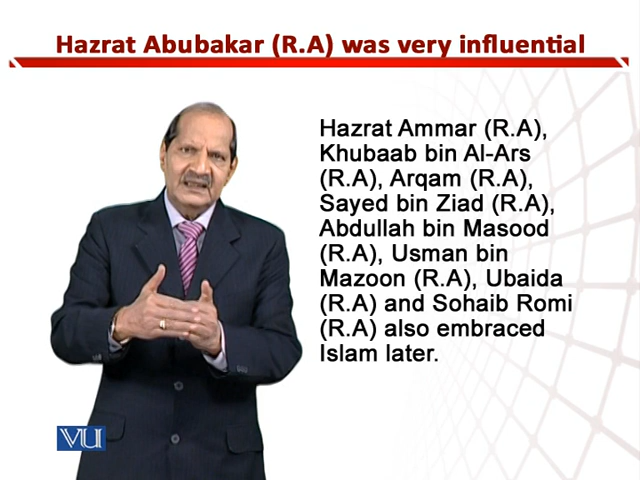 Hazrat Abubakar (R.A) was very influential
Hazrat Ammar (R.A),
Khubaab bin Al-Ars
(R.A), Arqam (R.A),
Sayed bin Ziad (R.A),
Abdullah bin Masood
(R.A), Usman bin
Mazoon (R.A), Ubaida
(R.A) and Sohaib Romi
(R.A) also embraced
Islam later.
VU